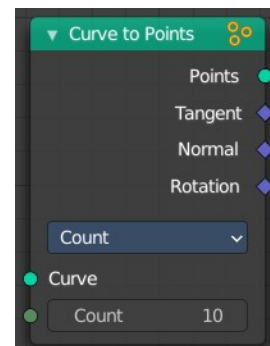 Curve to Points
Points
Tangent
Normal
Rotation
Count
Curve
Count 10